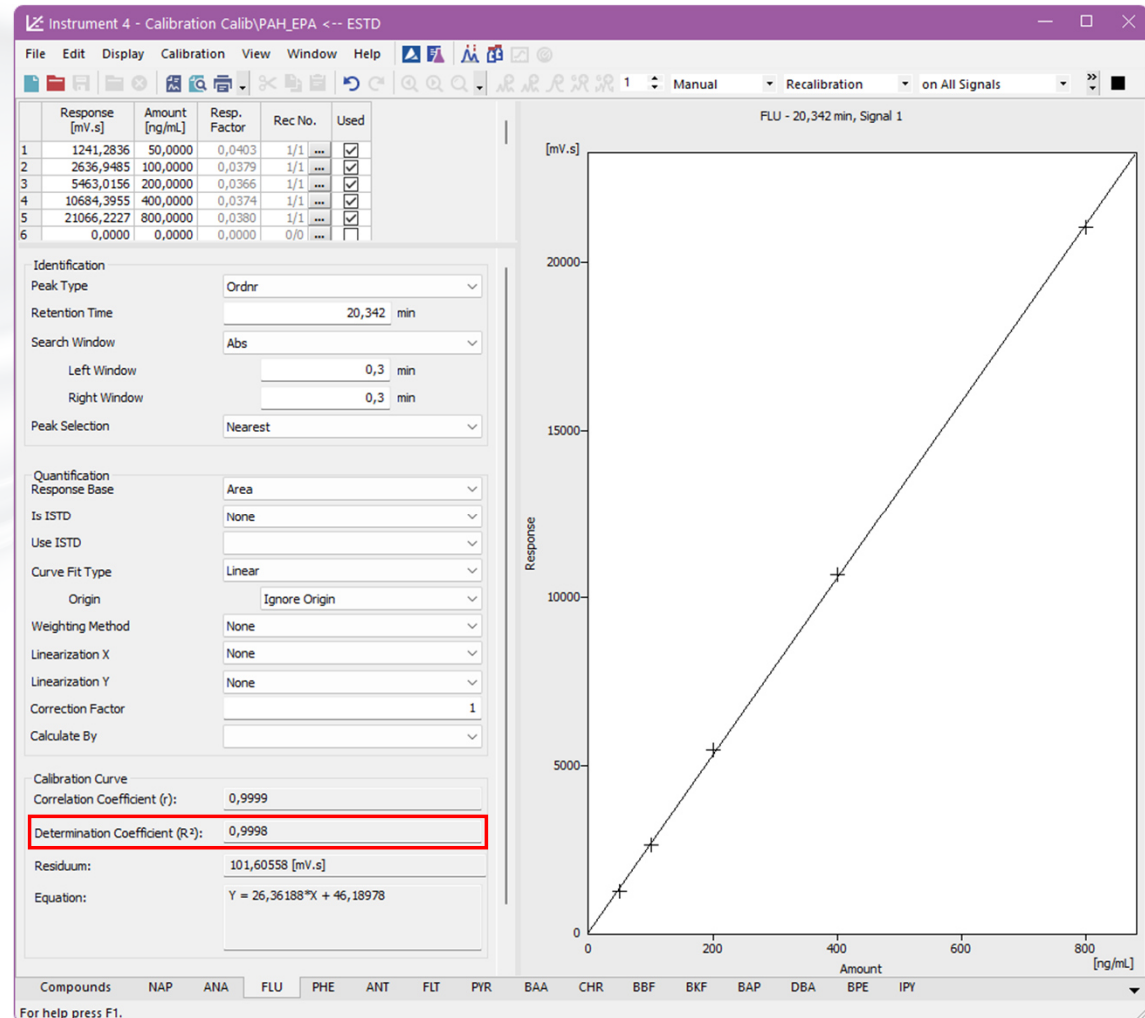 Instrument 4 - Calibration Calib\PAH_EPA <-- ESTD
File Edit Display Calibration View Window Help
1 Manual Recalibration on All Signals
Response [mV.s] Amount [ng/mL] Resp. Factor Rec No. Used
1 1241,2836 50,0000 0,0403 1/1 ...
2 2636,9485 100,0000 0,0379 1/1 ...
3 5463,0156 200,0000 0,0366 1/1 ...
4 10684,3955 400,0000 0,0374 1/1 ...
5 21066,2227 800,0000 0,0380 1/1 ...
6 0,0000 0,0000 0,0000 0/0 ...
Identification
Peak Type Ordnr
Retention Time 20,342 min
Search Window Abs
Left Window 0,3 min
Right Window 0,3 min
Peak Selection Nearest
Quantification
Response Base Area
Is ISTD None
Use ISTD
Curve Fit Type Linear
Origin Ignore Origin
Weighting Method None
Linearization X None
Linearization Y None
Correction Factor 1
Calculate By
Calibration Curve
Correlation Coefficient (r): 0,9999
Determination Coefficient (R²): 0,9998
Residuum: 101,60558 [mV.s]
Equation: Y = 26,36188*X + 46,18978
FLU - 20,342 min, Signal 1
[mV.s]
20000
15000
10000
5000
0
Response
0 200 400 600 800
Amount [ng/mL]
Compounds NAP ANA FLU PHE ANT FLT PYR BAA CHR BBF BKF BAP DBA BPE IPY
For help press F1.